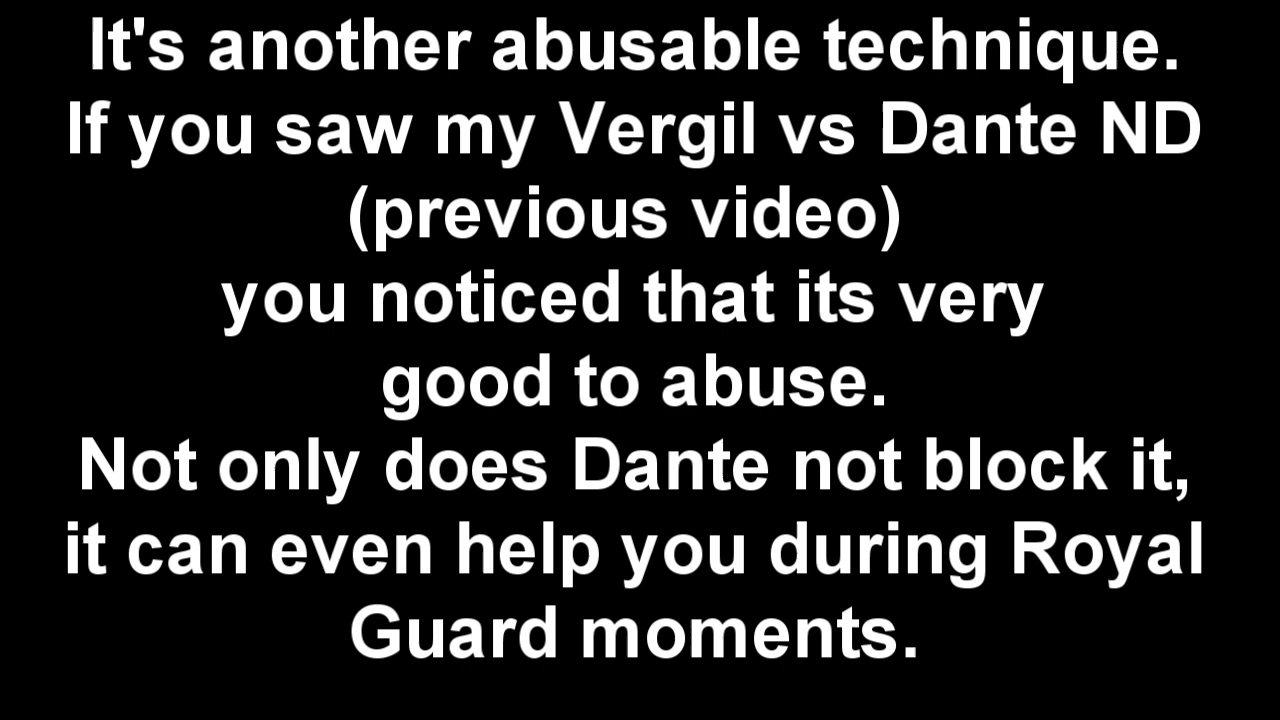 It's another abusable technique.
If you saw my Vergil vs Dante ND
(previous video)
you noticed that its very
good to abuse.
Not only does Dante not block it,
it can even help you during Royal
Guard moments.